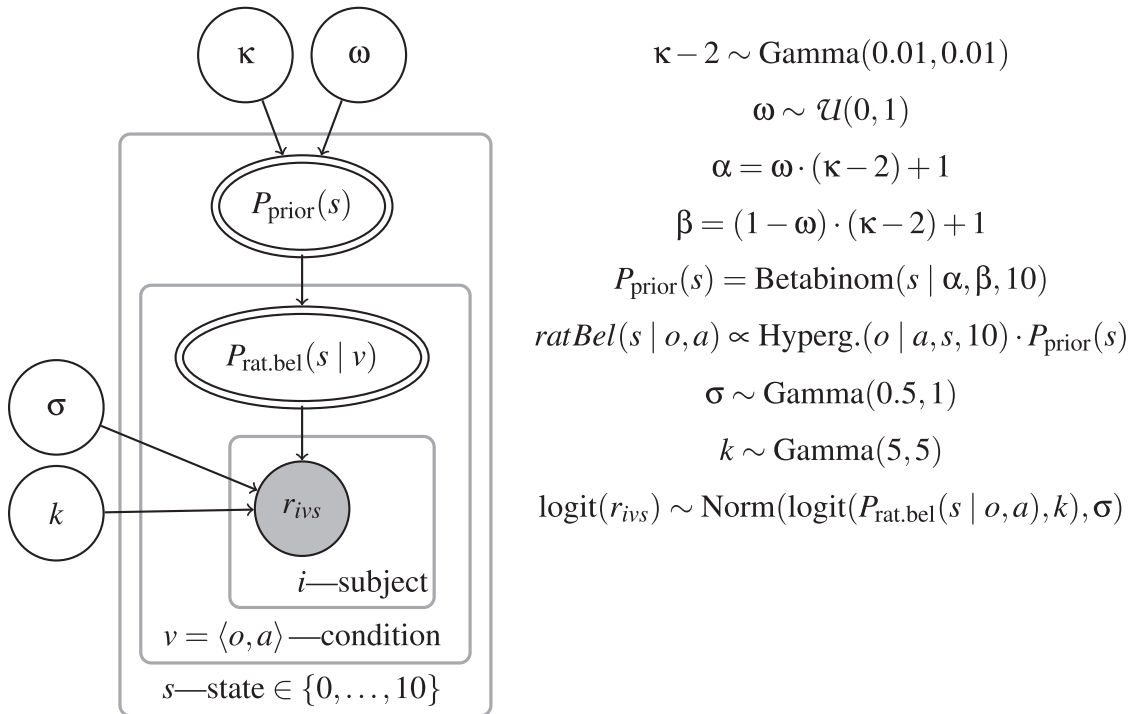 κ
ω
P_prior(s)
P_rat.bel(s | v)
σ
k
r_ivs
i—subject
v = ⟨o, a⟩—condition
s—state ∈ {0, . . . , 10}
κ − 2 ∼ Gamma(0.01, 0.01)
ω ∼ 𝒰(0, 1)
α = ω · (κ − 2) + 1
β = (1 − ω) · (κ − 2) + 1
P_prior(s) = Betabinom(s | α, β, 10)
ratBel(s | o, a) ∝ Hyperg.(o | a, s, 10) · P_prior(s)
σ ∼ Gamma(0.5, 1)
k ∼ Gamma(5, 5)
logit(r_ivs) ∼ Norm(logit(P_rat.bel(s | o, a), k), σ)